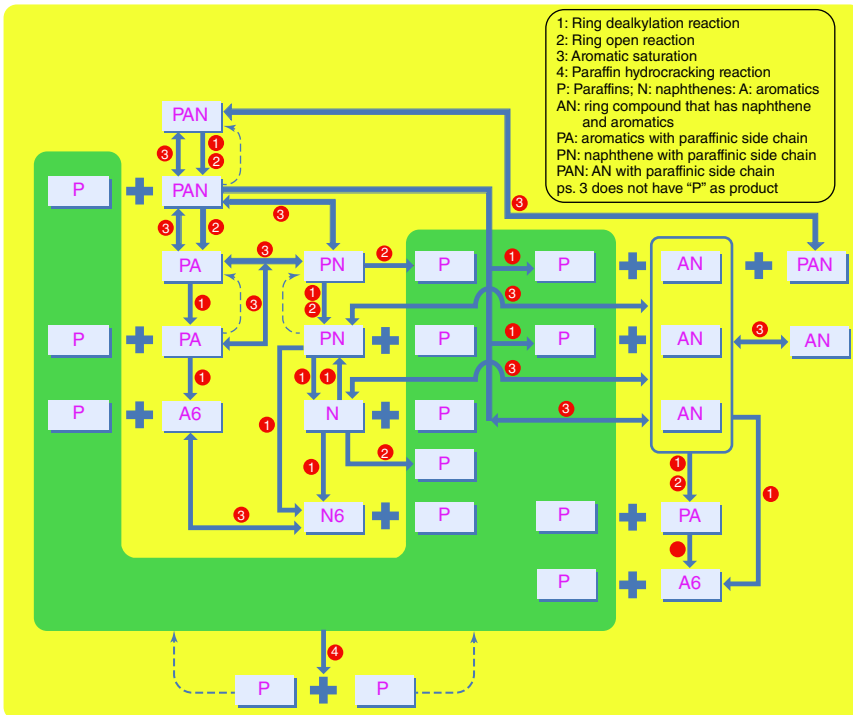 1: Ring dealkylation reaction
2: Ring open reaction
3: Aromatic saturation
4: Paraffin hydrocracking reaction
P: Paraffins; N: naphthenes: A: aromatics
AN: ring compound that has naphthene
and aromatics
PA: aromatics with paraffinic side chain
PN: naphthene with paraffinic side chain
PAN: AN with paraffinic side chain
ps. 3 does not have “P” as product
PAN
3
1
2
3
P
+
PAN
3
2
3
PA
3
PN
2
P
1
P
+
AN
+
PAN
1
3
1
2
3
P
+
PA
PN
+
P
1
P
+
AN
3
AN
1
1
1
3
P
+
A6
1
N
+
P
3
AN
2
P
1
1
2
1
3
N6
+
P
P
+
PA
P
+
A6
4
P
+
P